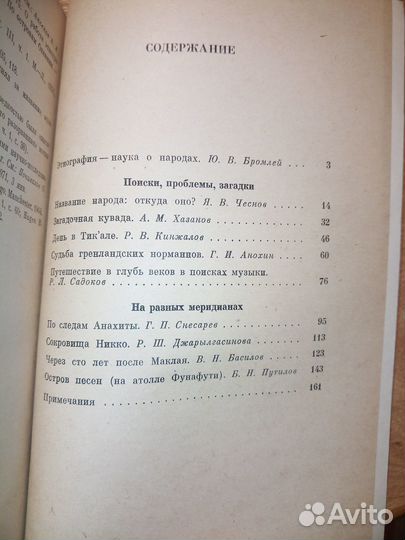 СОДЕРЖАНИЕ
Этнография — наука о народах. Ю. В. Бромлей . . . 3
Поиски, проблемы, загадки
Название народа: откуда оно? Я. В. Чеснов . . . 14
Загадочная кувада. А. М. Хазанов . . . 32
День в Тик'але. Р. В. Кинжалов . . . 46
Судьба гренландских норманнов. Г. И. Анохин . . . 60
Путешествие в глубь веков в поисках музыки.
Р. Л. Садоков . . . 76
На разных меридианах
По следам Анахиты. Г. П. Снесарев . . . 95
Сокровища Никко. Р. Ш. Джарылгасинова . . . 113
Через сто лет после Маклая. В. Н. Басилов . . . 123
Остров песен (на атолле Фунафути). Б. Н. Путилов . . 143
Примечания . . . 161
Avito